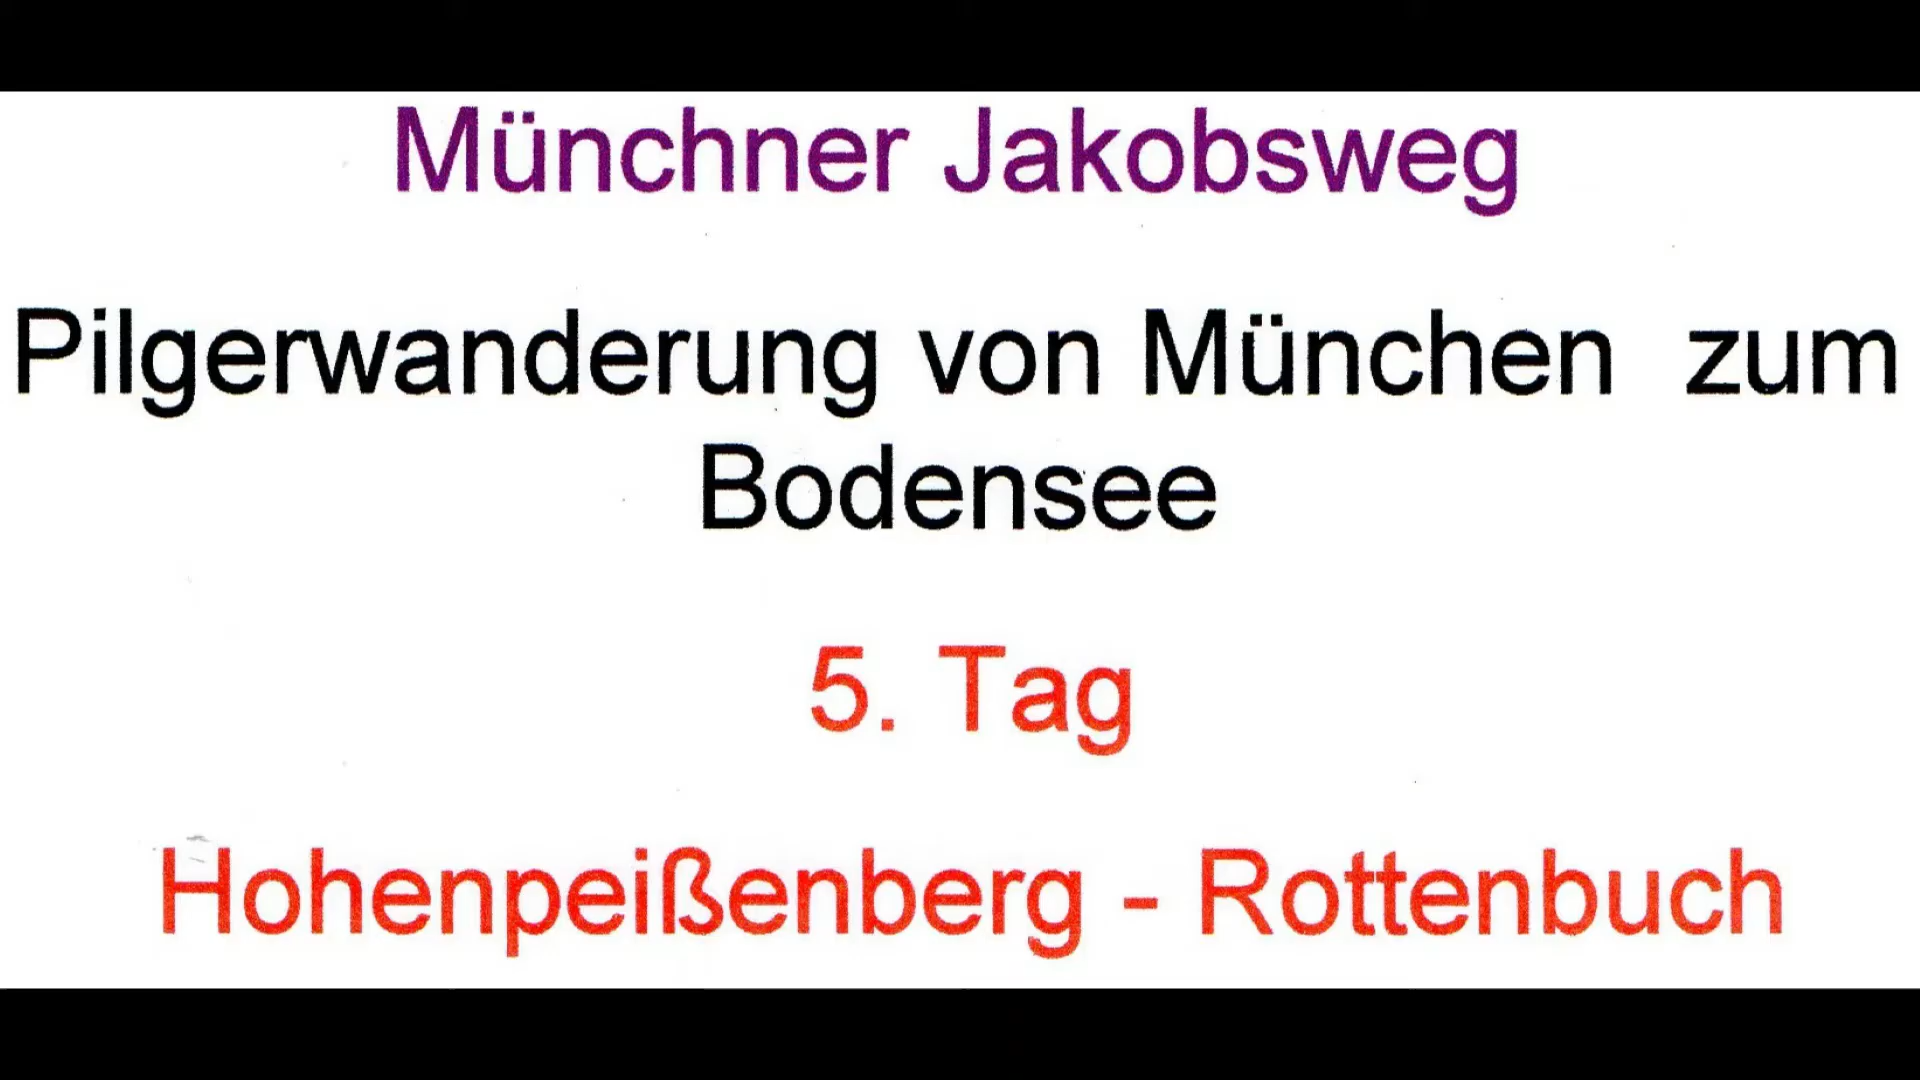 Münchner Jakobsweg
Pilgerwanderung von München  zum
Bodensee
5. Tag
Hohenpeißenberg - Rottenbuch